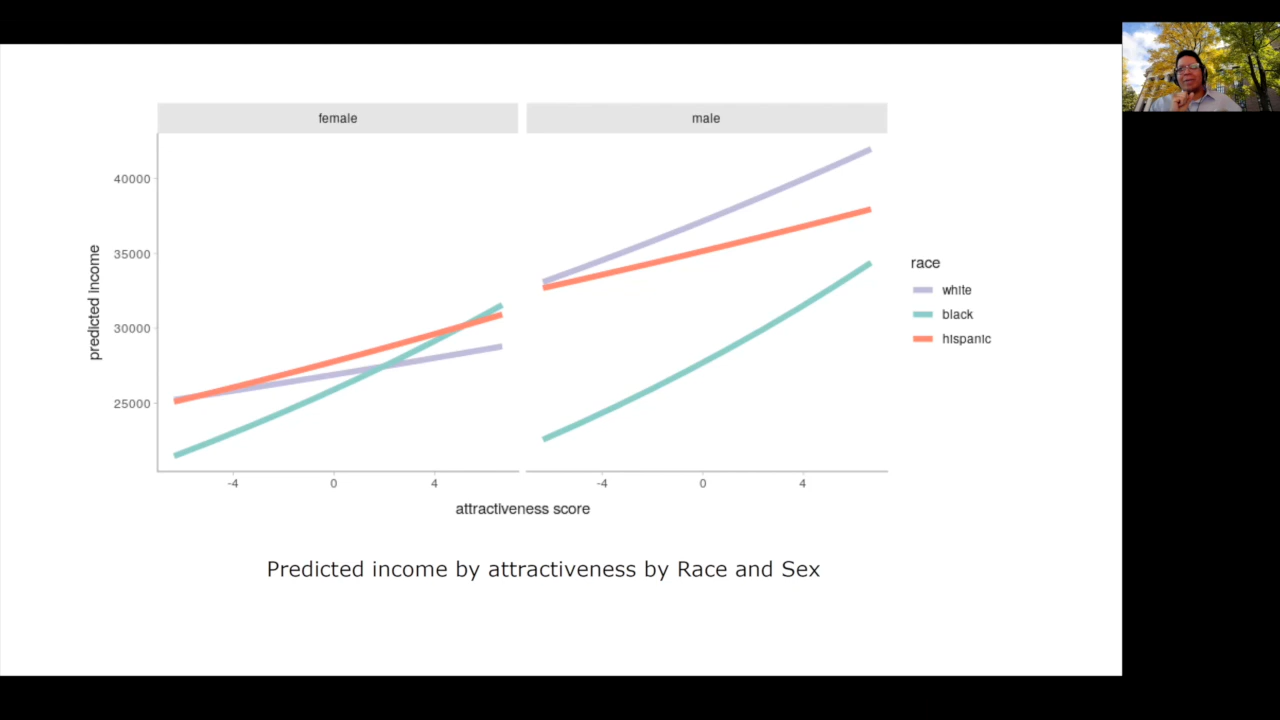 female
male
40000
35000
30000
25000
predicted income
-4 0 4
-4 0 4
attractiveness score
race
white
black
hispanic
Predicted income by attractiveness by Race and Sex